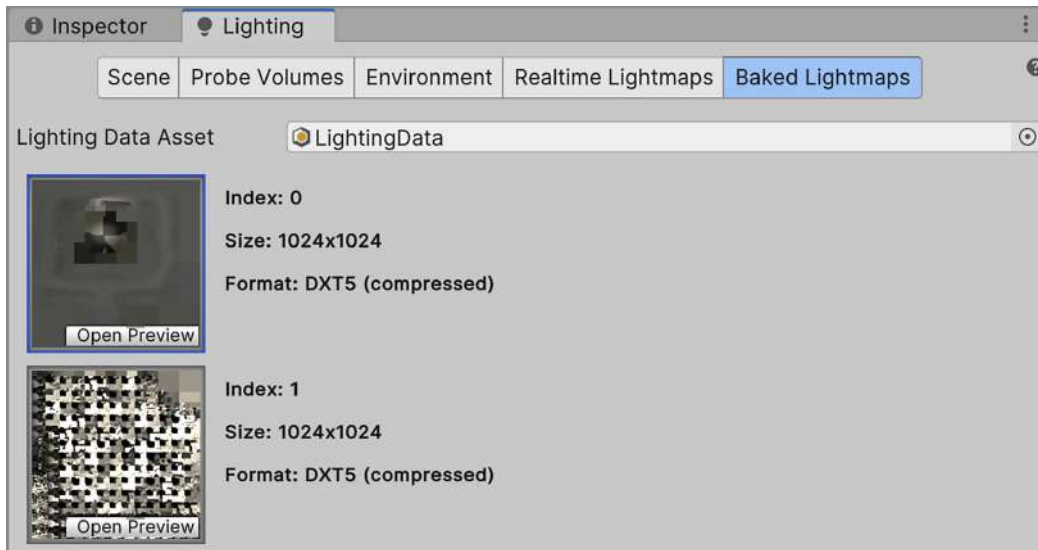 Inspector
Lighting
Scene
Probe Volumes
Environment
Realtime Lightmaps
Baked Lightmaps
Lighting Data Asset
LightingData
Index: 0
Size: 1024x1024
Format: DXT5 (compressed)
Open Preview
Index: 1
Size: 1024x1024
Format: DXT5 (compressed)
Open Preview